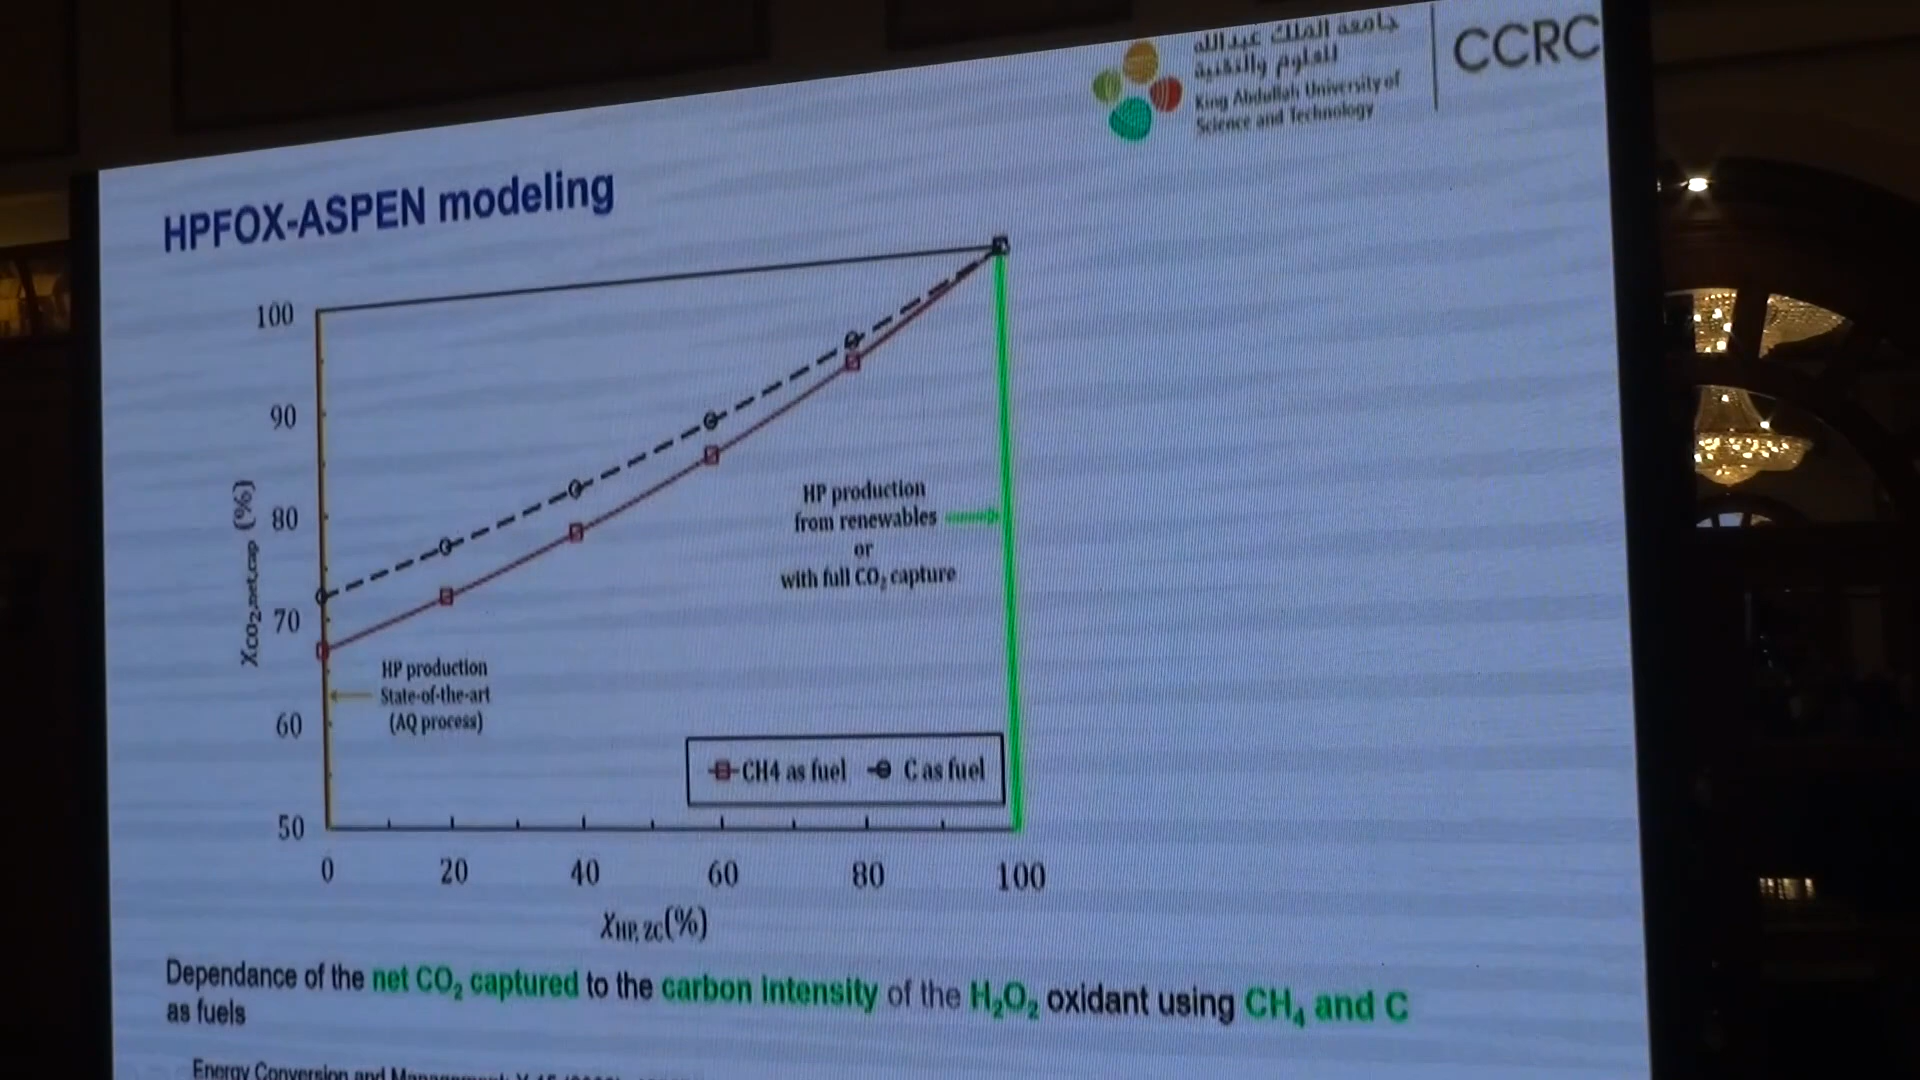 جامعة الملك عبدالله
للعلوم والتقنية
King Abdullah University of
Science and Technology
CCRC
HPFOX-ASPEN modeling
100
90
80
70
60
50
XCO₂,net,cap (%)
HP production
from renewables
or
with full CO₂ capture
HP production
State-of-the-art
(AQ process)
CH4 as fuel
C as fuel
0 20 40 60 80 100
XHP, ZC(%)
Dependance of the net CO₂ captured to the carbon intensity of the H₂O₂ oxidant using CH₄ and C
as fuels
Energy Conversion and Management